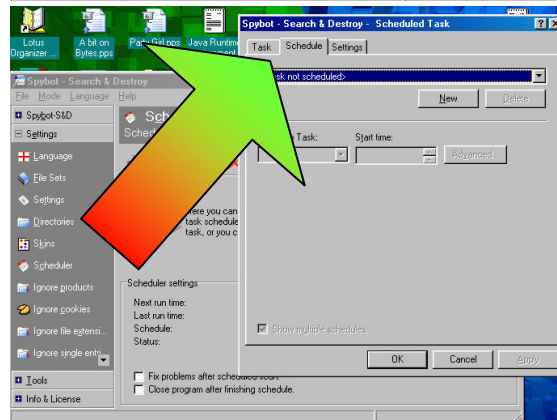 Lotus
Organizer ...
A bit on
Bytes.pps
Party Girl.pps
Java Runtime
Spybot - Search & Destroy - Scheduled Task
Task
Schedule
Settings
sk not scheduled>
New
Delete
Task:
Start time:
Advanced...
Show multiple schedules.
OK
Cancel
Apply
Spybot - Search & Destroy
File Mode Language Help
Spybot-S&D
Settings
Language
File Sets
Settings
Directories
Skins
Scheduler
Ignore products
Ignore cookies
Ignore file extensi...
Ignore single entri...
Tools
Info & License
Sch
Sched
Here you can
task schedule
task, or you c
Scheduler settings
Next run time:
Last run time:
Schedule:
Status:
Fix problems after scheduled scan.
Close program after finishing schedule.